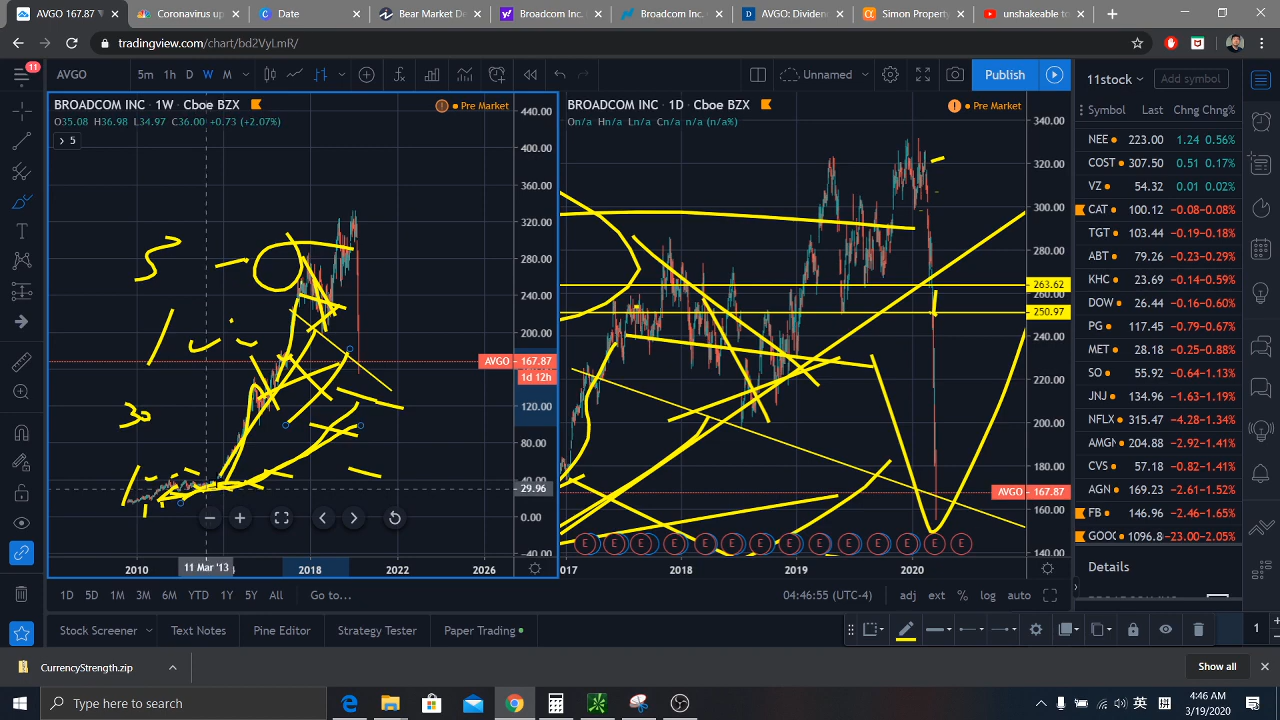 AVGO 167.87
Coronavirus up
Date
Bear Market De
Broadcom Inc.
Broadcom Inc
AVGO: Dividend
Simon Property
unshakeable to
tradingview.com/chart/bd2VyLmR/
11
AVGO
5m 1h D W M
Unnamed
Publish
11stock
Add symbol
BROADCOM INC · 1W · Cboe BZX
Pre Market
O35.08 H36.98 L34.97 C36.00 +0.73 (+2.07%)
5
440.00
400.00
360.00
320.00
280.00
240.00
200.00
AVGO 167.87
1d 12h
120.00
80.00
29.96
0.00
-40.00
2010
11 Mar '13
2018
2022
2026
BROADCOM INC · 1D · Cboe BZX
Pre Market
On/a Hn/a Ln/a Cn/a n/a (n/a%)
340.00
320.00
300.00
280.00
263.62
260.00
250.97
240.00
220.00
200.00
180.00
AVGO 167.87
160.00
140.00
E E E E E E E E E E E E E E
2017
2018
2019
2020
Symbol Last Chng Chng%
NEE 223.00 1.24 0.56%
COST 307.50 0.51 0.17%
VZ 54.32 0.01 0.02%
CAT 100.12 −0.08 −0.08%
TGT 103.44 −0.19 −0.18%
ABT 79.26 −0.23 −0.29%
KHC 23.69 −0.14 −0.59%
DOW 26.44 −0.16 −0.60%
PG 117.45 −0.79 −0.67%
MET 28.18 −0.25 −0.88%
SO 55.92 −0.64 −1.13%
JNJ 134.96 −1.63 −1.19%
NFLX 315.47 −4.28 −1.34%
AMGN 204.88 −2.92 −1.41%
CVS 57.18 −0.82 −1.41%
AGN 169.23 −2.61 −1.52%
FB 146.96 −2.46 −1.65%
GOOG 1096.8 −23.00 −2.05%
Details
1D 5D 1M 3M 6M YTD 1Y 5Y All Go to...
04:46:55 (UTC-4) adj ext % log auto
Stock Screener
Text Notes
Pine Editor
Strategy Tester
Paper Trading
1
CurrencyStrength.zip
Show all
Type here to search
英 拼
4:46 AM
3/19/2020